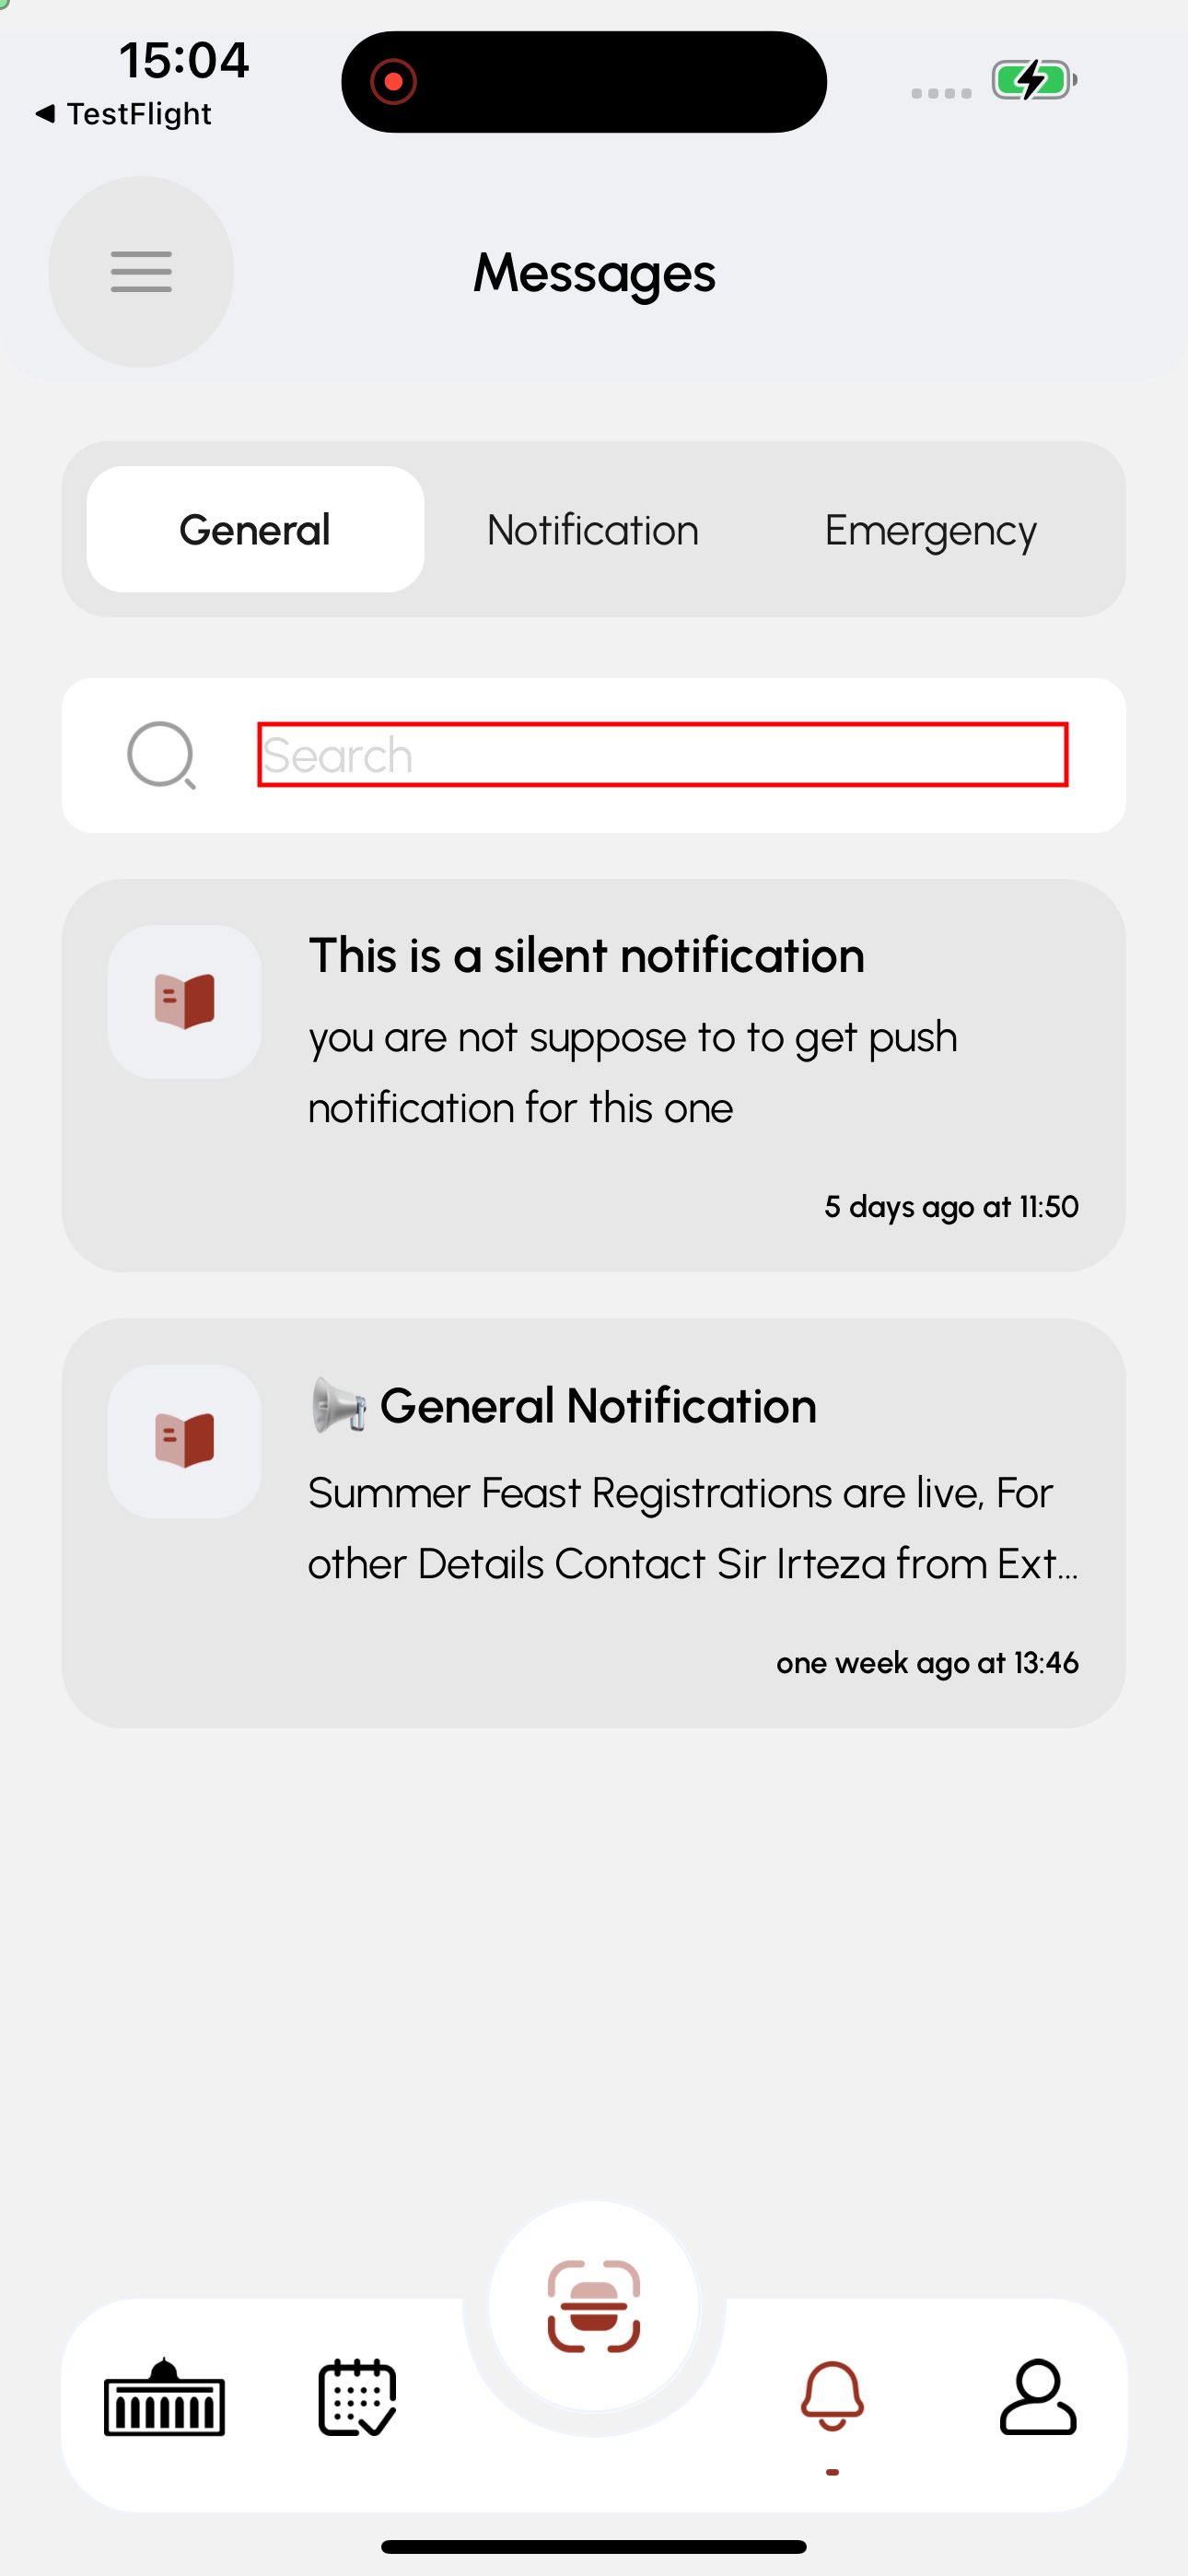 15:04
TestFlight
Messages
General
Notification
Emergency
Search
This is a silent notification
you are not suppose to to get push
notification for this one
5 days ago at 11:50
General Notification
Summer Feast Registrations are live, For
other Details Contact Sir Irteza from Ext...
one week ago at 13:46